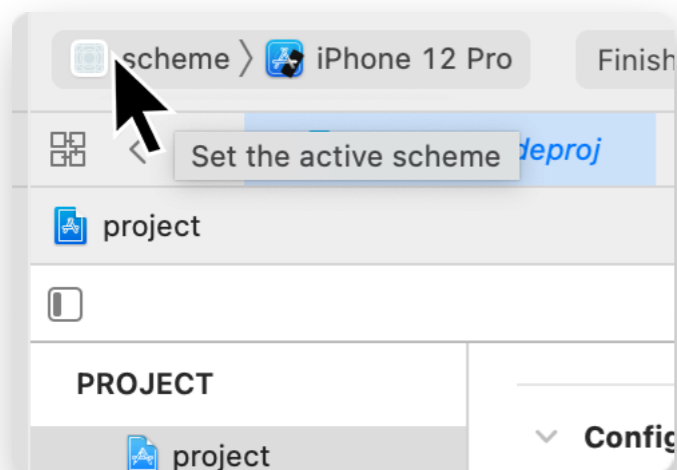 scheme 〉 iPhone 12 Pro
Finish
Set the active scheme
deproj
project
PROJECT
project
Config